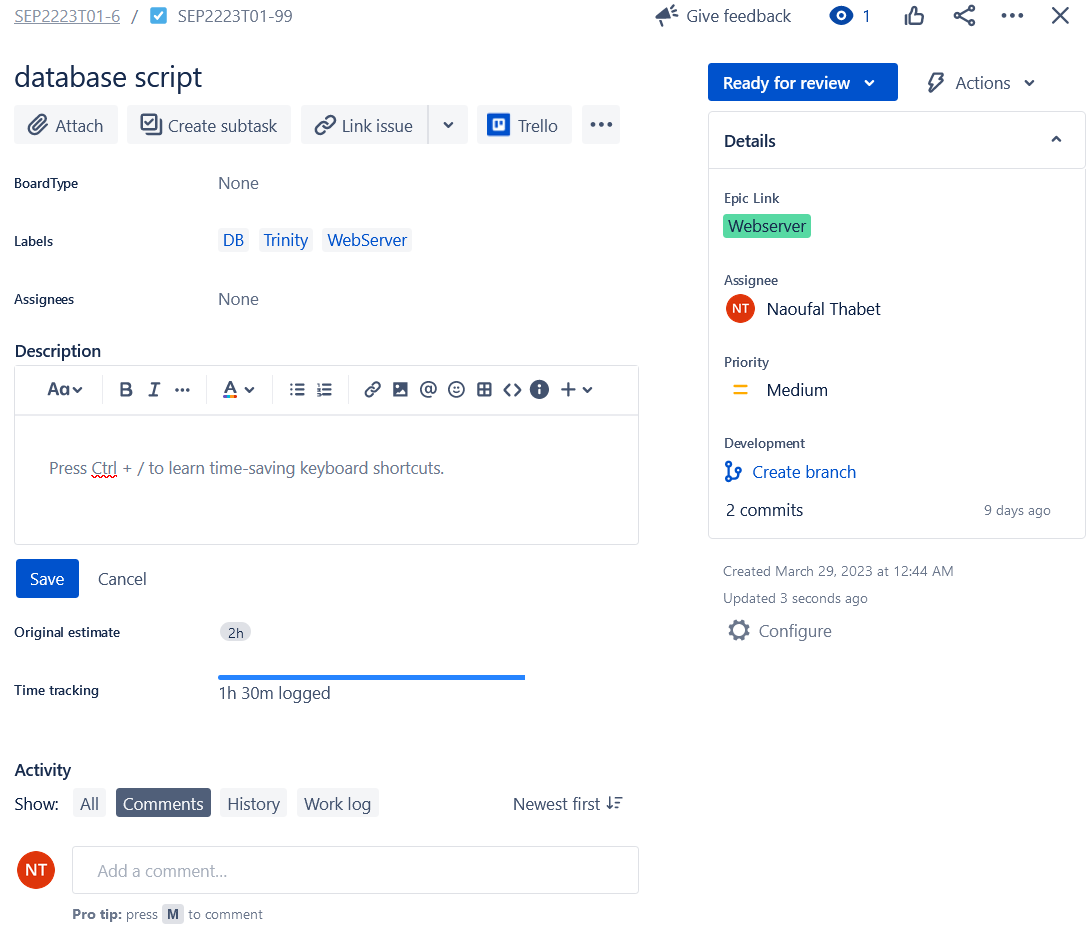 SEP2223T01-6 / SEP2223T01-99
Give feedback 1
database script
Attach Create subtask Link issue Trello
BoardType None
Labels DB Trinity WebServer
Assignees None
Description
Aa B I A @ i
Press Ctrl + / to learn time-saving keyboard shortcuts.
Save Cancel
Original estimate 2h
Time tracking 1h 30m logged
Activity
Show: All Comments History Work log Newest first
NT Add a comment...
Pro tip: press M to comment
Ready for review Actions
Details
Epic Link
Webserver
Assignee
NT Naoufal Thabet
Priority
Medium
Development
Create branch
2 commits 9 days ago
Created March 29, 2023 at 12:44 AM
Updated 3 seconds ago
Configure